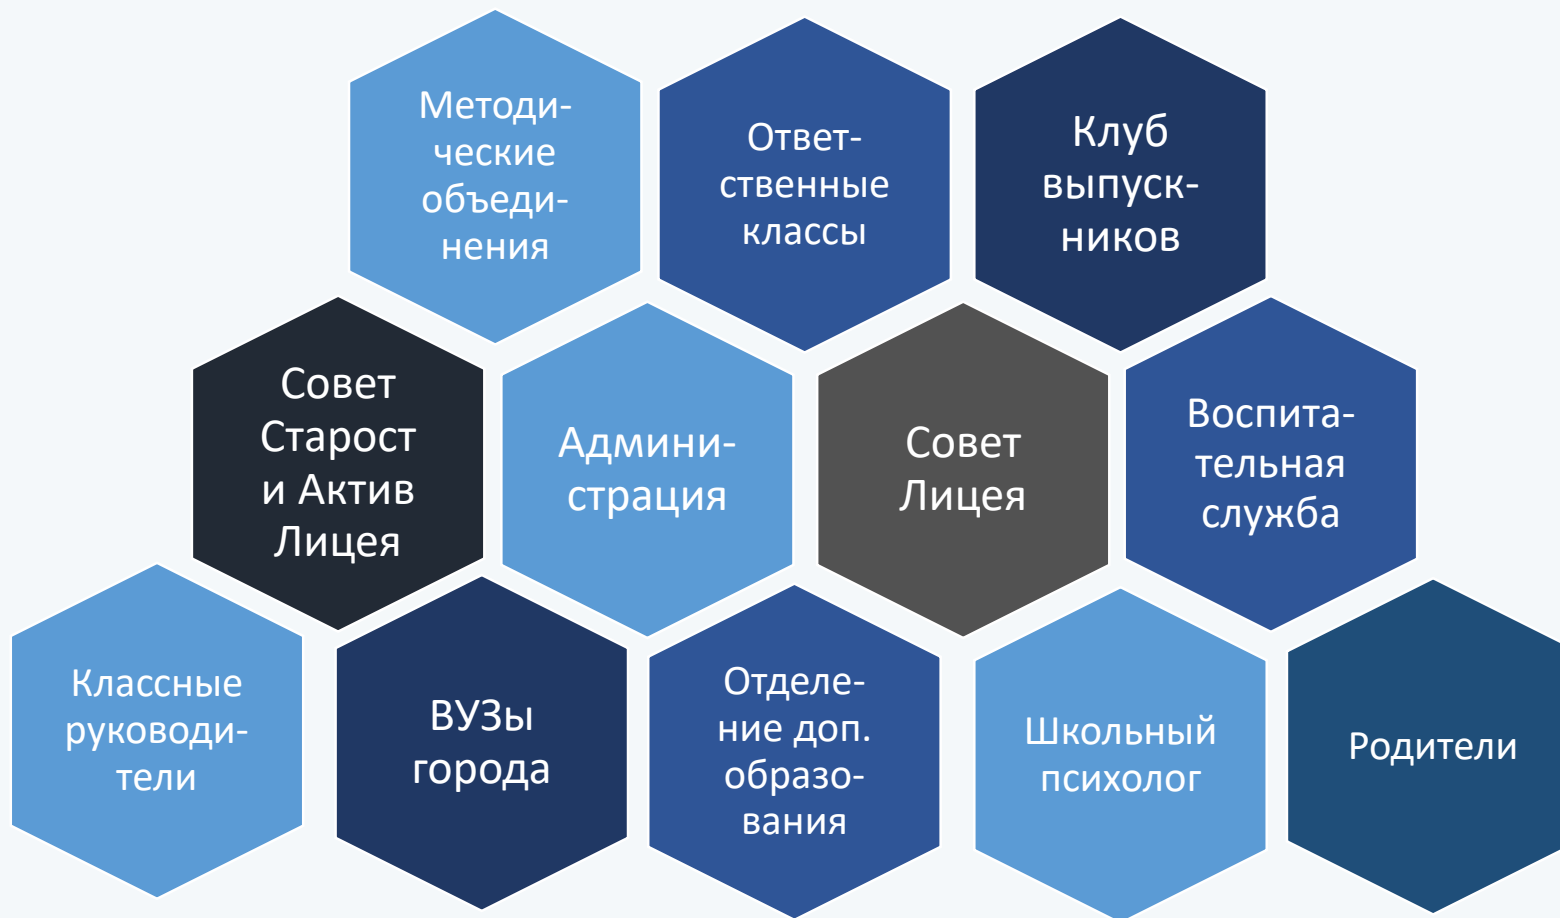 Методи-
ческие
объеди-
нения
Ответ-
ственные
классы
Клуб
выпуск-
ников
Совет
Старост
и Актив
Лицея
Админи-
страция
Совет
Лицея
Воспита-
тельная
служба
Классные
руководи-
тели
ВУЗы
города
Отделе-
ние доп.
образо-
вания
Школьный
психолог
Родители